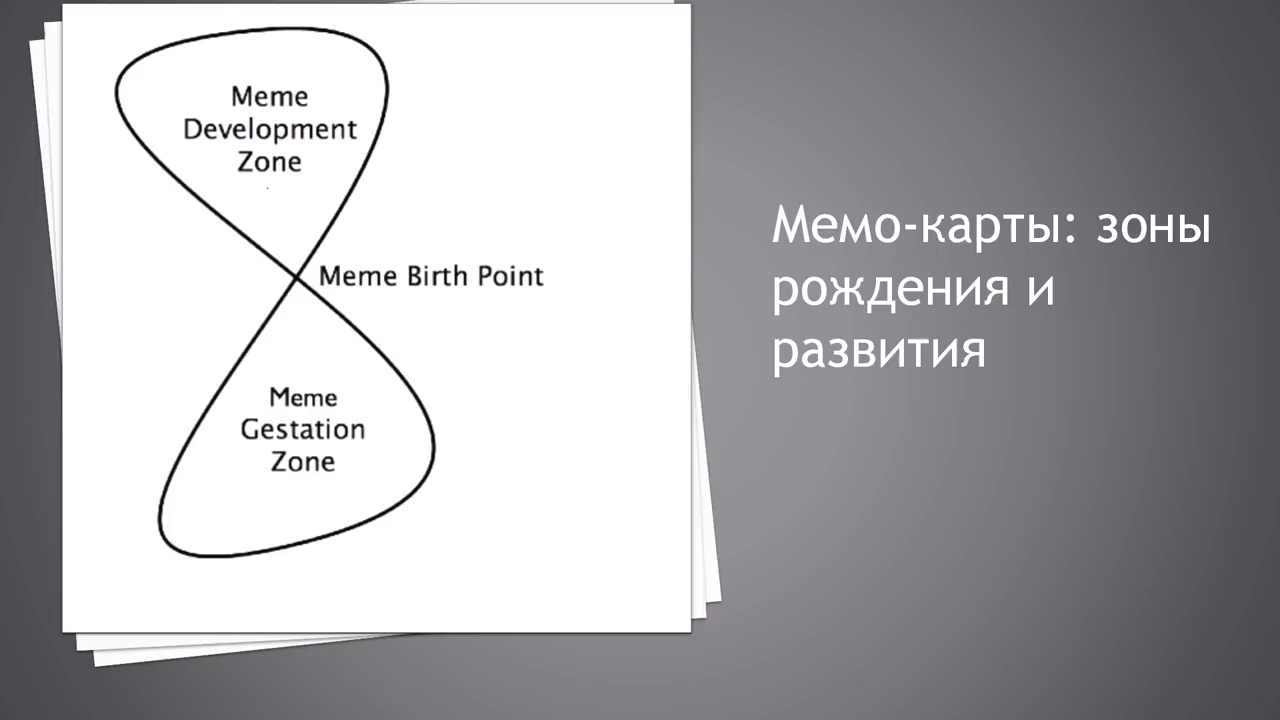 Meme
Development
Zone
Meme Birth Point
Meme
Gestation
Zone
Мемо-карты: зоны
рождения и
развития